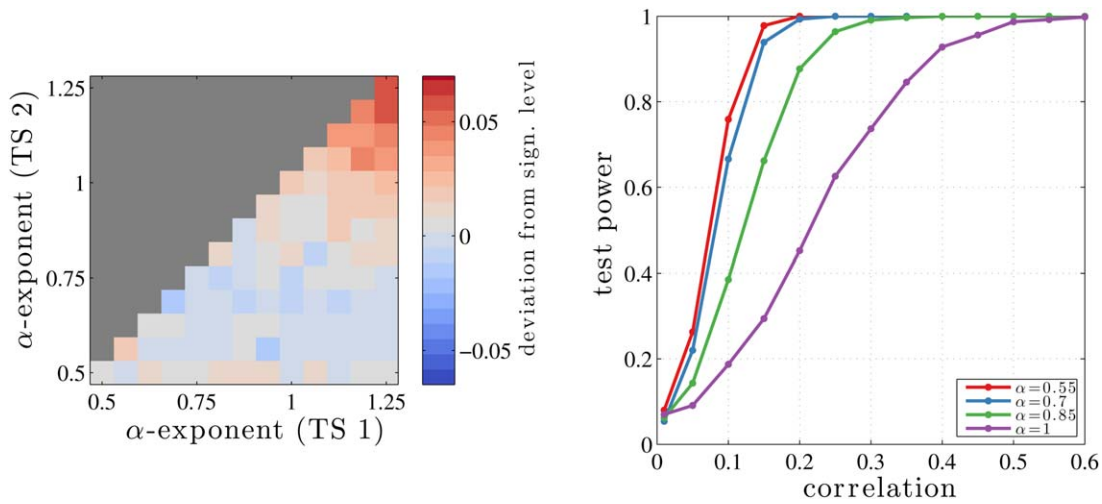 1.25
1
0.75
0.5
α-exponent (TS 2)
0.5
0.75
1
1.25
α-exponent (TS 1)
0.05
0
−0.05
deviation from sign. level
1
0.8
0.6
0.4
0.2
0
test power
0
0.1
0.2
0.3
0.4
0.5
0.6
correlation
α=0.55
α=0.7
α=0.85
α=1